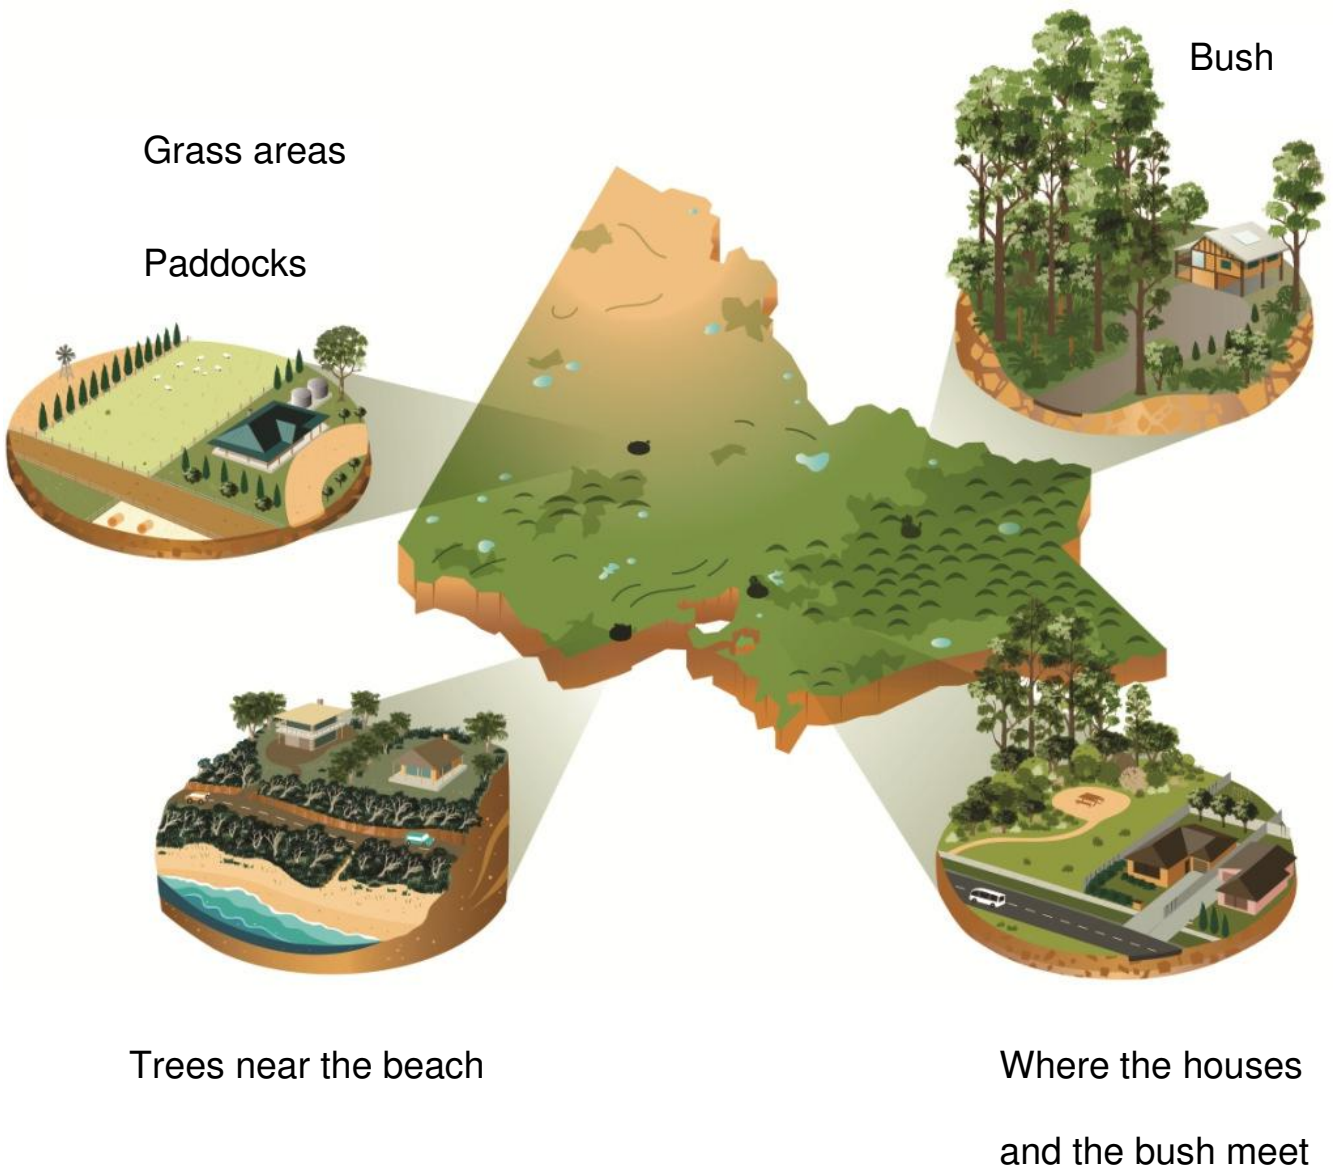 Bush
Grass areas
Paddocks
Trees near the beach
Where the houses
and the bush meet